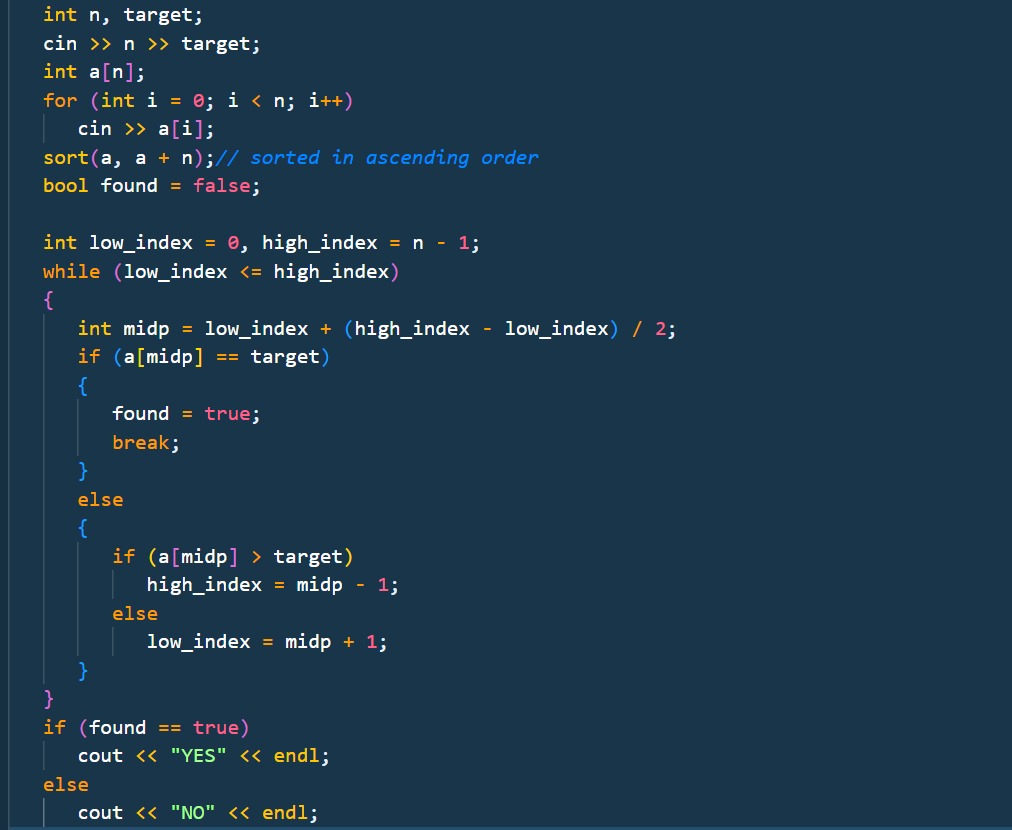 int n, target;
cin >> n >> target;
int a[n];
for (int i = 0; i < n; i++)
cin >> a[i];
sort(a, a + n);// sorted in ascending order
bool found = false;
int low_index = 0, high_index = n - 1;
while (low_index <= high_index)
{
int midp = low_index + (high_index - low_index) / 2;
if (a[midp] == target)
{
found = true;
break;
}
else
{
if (a[midp] > target)
high_index = midp - 1;
else
low_index = midp + 1;
}
}
if (found == true)
cout << "YES" << endl;
else
cout << "NO" << endl;